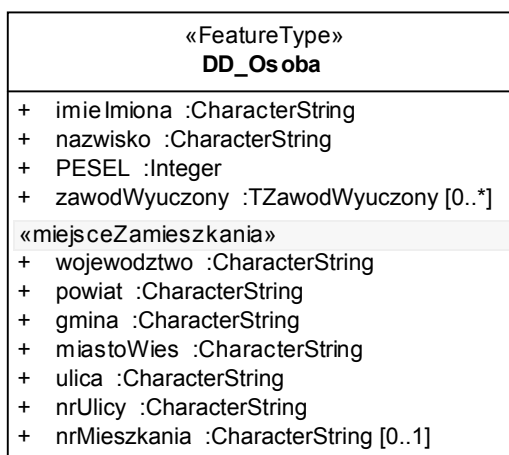 «FeatureType»
DD_Osoba
+ imieImiona :CharacterString
+ nazwisko :CharacterString
+ PESEL :Integer
+ zawodWyuczony :TZawodWyuczony [0..*]
«miejsceZamieszkania»
+ wojewodztwo :CharacterString
+ powiat :CharacterString
+ gmina :CharacterString
+ miastoWies :CharacterString
+ ulica :CharacterString
+ nrUlicy :CharacterString
+ nrMieszkania :CharacterString [0..1]